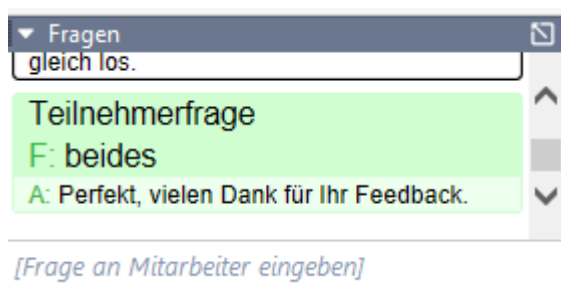 Fragen
gleich los.
Teilnehmerfrage
F: beides
A: Perfekt, vielen Dank für Ihr Feedback.
[Frage an Mitarbeiter eingeben]